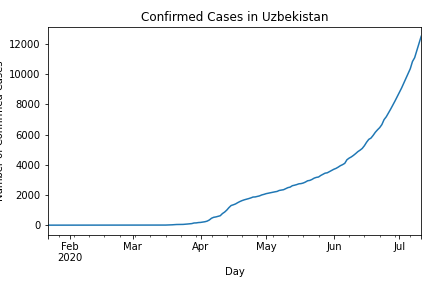 Confirmed Cases in Uzbekistan
Number of Confirmed Cases
12000
10000
8000
6000
4000
2000
0
Feb Mar Apr May Jun Jul
2020
Day